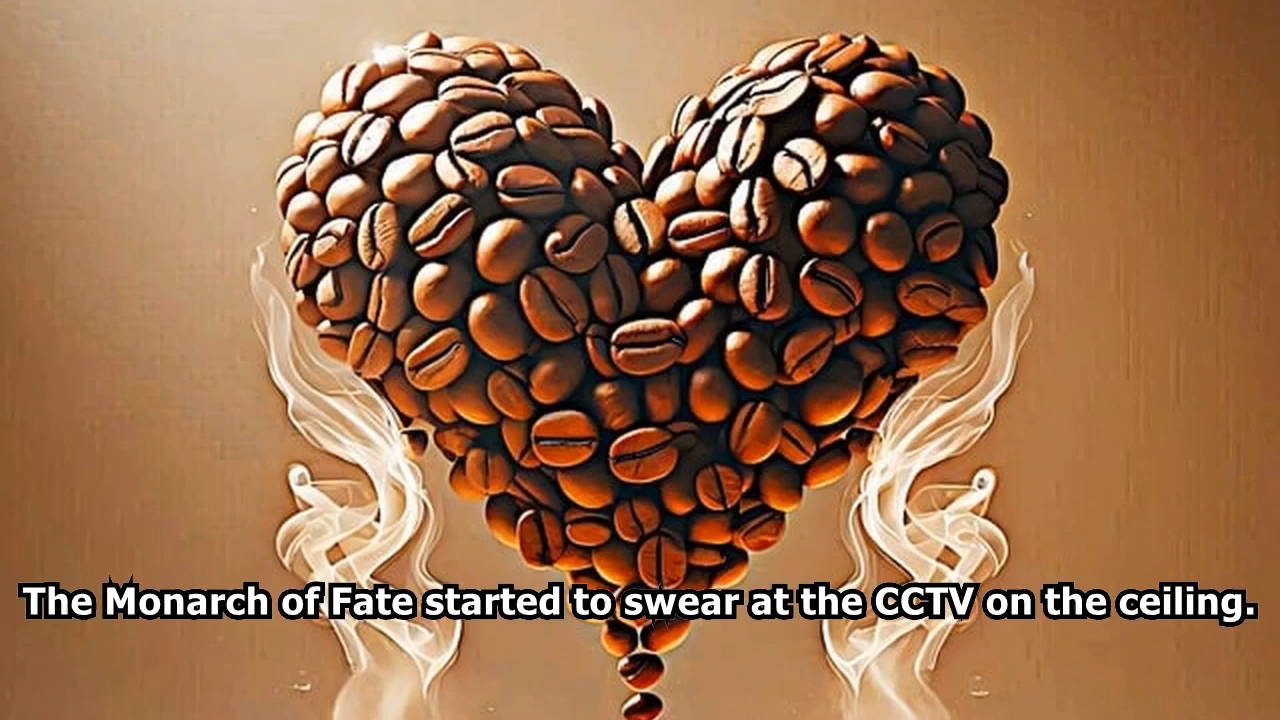 The Monarch of Fate started to swear at the CCTV on the ceiling.